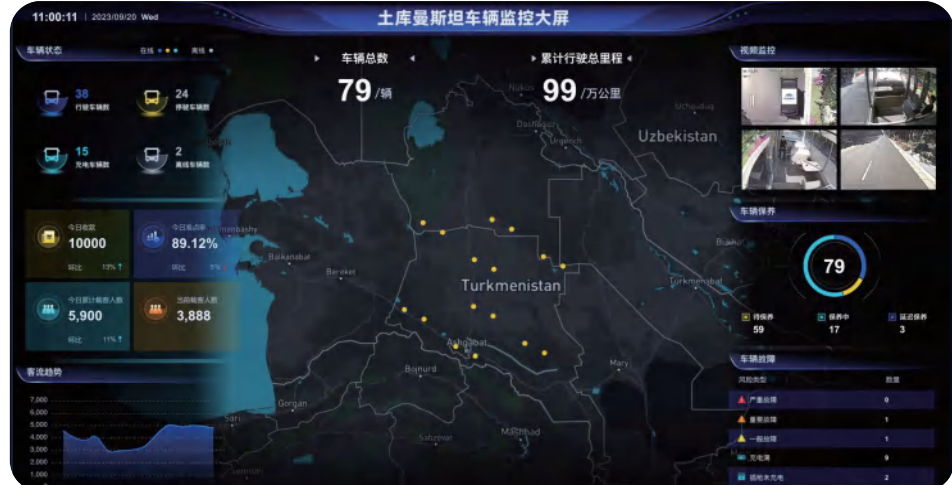 11:00:11 | 2023/09/20 Wed
土库曼斯坦车辆监控大屏
车辆状态
在线 离线
38
行驶车辆数
24
停驶车辆数
15
充电车辆数
2
离线车辆数
今日收款
10000
环比 13%
今日准点率
89.12%
环比 5%
今日累计载客人数
5,900
环比 11%
当前载客人数
3,888
客流趋势
7,000
6,000
5,000
4,000
3,000
2,000
1,000
车辆总数
79 /辆
累计行驶总里程
99 /万公里
Nukus
Uchquduq
Dashoguz
Urgench
Uzbekistan
Balkanabat
Bereket
Turkmenistan
Turkmenabat
Ashgabat
Bojnurd
Mary
Gorgan
Sari
Sabzevar
Mashhad
视频监控
车辆保养
79
待保养
59
保养中
17
延迟保养
3
车辆故障
风险类型 数量
严重故障 0
重要故障 1
一般故障 1
充电满 9
插枪未充电 2